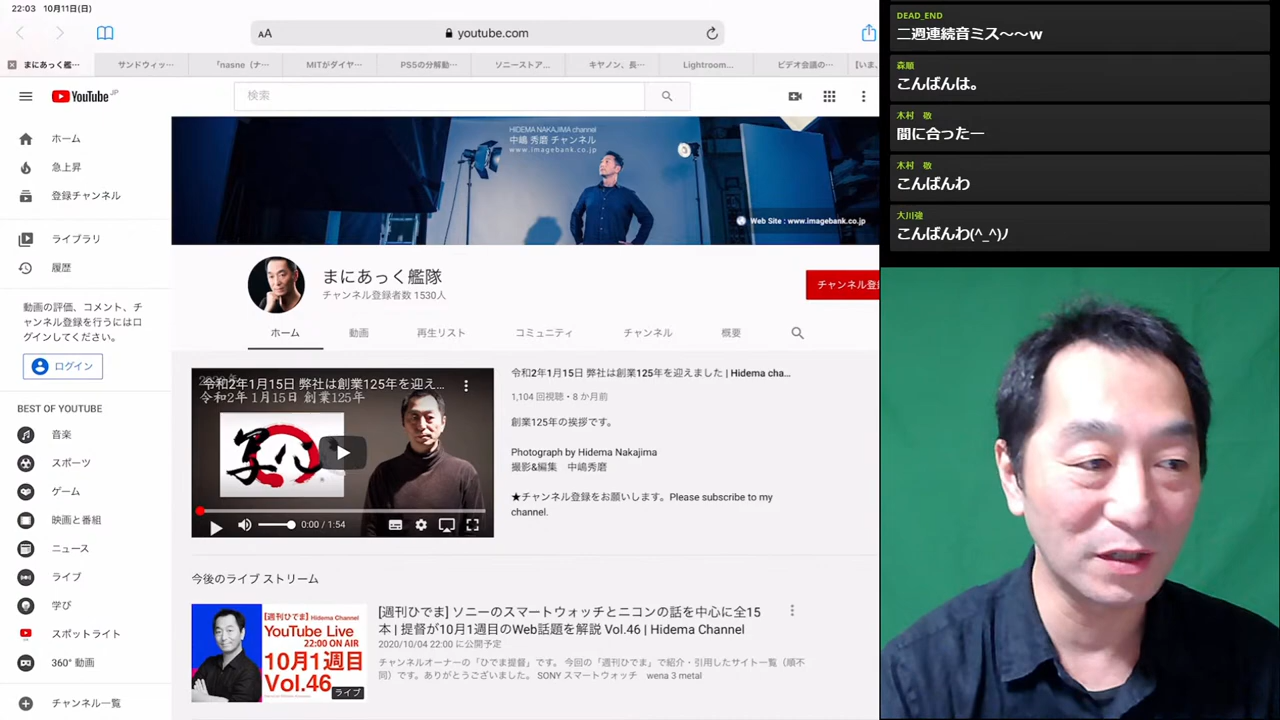 22:03 10月11日(日)
AA
youtube.com
まにあっく艦…
サンドウィッ…
「nasne（ナ…
MITがダイヤ…
PS5の分解動…
ソニーストア…
キヤノン、長…
Lightroom…
ビデオ会議の…
【いま、
YouTube JP
検索
ホーム
急上昇
登録チャンネル
ライブラリ
履歴
動画の評価、コメント、チ
ャンネル登録を行うにはロ
グインしてください。
ログイン
BEST OF YOUTUBE
音楽
スポーツ
ゲーム
映画と番組
ニュース
ライブ
学び
スポットライト
360° 動画
チャンネル一覧
HIDEMA NAKAJIMA channel
中嶋 秀磨 チャンネル
www.imagebank.co.jp
Web Site : www.imagebank.co.jp
まにあっく艦隊
チャンネル登録者数 1530人
チャンネル登録
ホーム
動画
再生リスト
コミュニティ
チャンネル
概要
令和2年1月15日 弊社は創業125年を迎え…
令和2年 1月15日 創業125年
0:00 / 1:54
令和2年1月15日 弊社は創業125年を迎えました | Hidema cha…
1,104 回視聴・8 か月前
創業125年の挨拶です。
Photograph by Hidema Nakajima
撮影&編集　中嶋秀磨
★チャンネル登録をお願いします。Please subscribe to my
channel.
今後のライブ ストリーム
[週刊ひでま] Hidema Channel
YouTube Live
22:00 ON AIR
10月1週目
Vol.46
ライブ
[週刊ひでま] ソニーのスマートウォッチとニコンの話を中心に全15
本 | 提督が10月1週目のWeb話題を解説 Vol.46 | Hidema Channel
2020/10/04 22:00 に公開予定
チャンネルオーナーの「ひでま提督」です。 今回の「週刊ひでま」で紹介・引用したサイト一覧（順不
同）です。ありがとうございました。 SONY スマートウォッチ　wena 3 metal
DEAD_END
二週連続音ミス～～w
森順
こんばんは。
木村　敬
間に合ったー
木村　敬
こんばんわ
大川健
こんばんわ(^_^)ﾉ